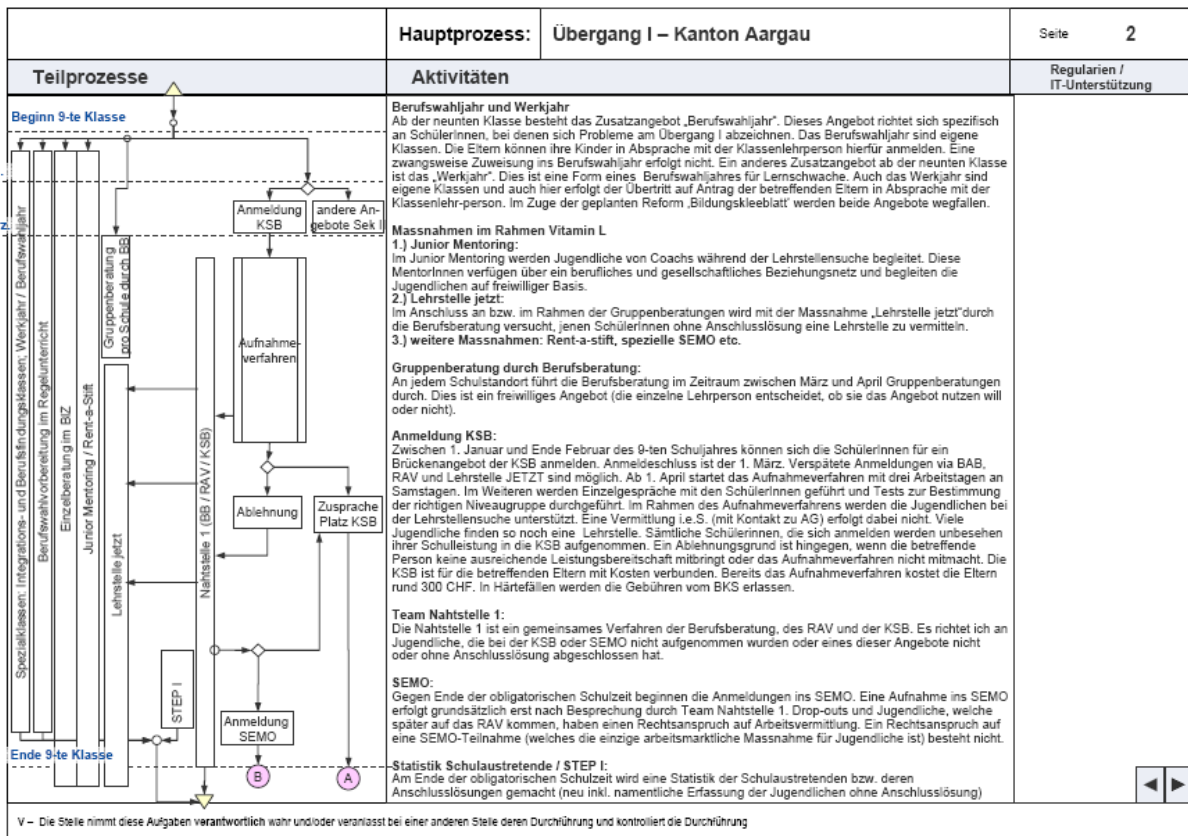 Hauptprozess: Übergang I – Kanton Aargau Seite 2
Teilprozesse Aktivitäten Regularien /
IT-Unterstützung
Beginn 9-te Klasse
Spezialklassen: Integrations- und Berufsfindungsklassen; Werkjahr / Berufswahljahr
Berufswahlvorbereitung im Regelunterricht
Einzelberatung im BIZ
Junior Mentoring / Rent-a-Stift
Gruppenberatung
pro Schule durch BB
Lehrstelle jetzt
STEP I
Nahtstelle 1 (BB / RAV / KSB)
Anmeldung
KSB
andere An-
gebote Sek II
Aufnahme-
verfahren
Ablehnung
Zusprache
Platz KSB
Anmeldung
SEMO
B
A
Ende 9-te Klasse
Berufswahljahr und Werkjahr
Ab der neunten Klasse besteht das Zusatzangebot „Berufswahljahr“. Dieses Angebot richtet sich spezifisch
an SchülerInnen, bei denen sich Probleme am Übergang I abzeichnen. Das Berufswahljahr sind eigene
Klassen. Die Eltern können ihre Kinder in Absprache mit der Klassenlehrperson hierfür anmelden. Eine
zwangsweise Zuweisung ins Berufswahljahr erfolgt nicht. Ein anderes Zusatzangebot ab der neunten Klasse
ist das „Werkjahr“. Dies ist eine Form eines Berufswahljahres für Lernschwache. Auch das Werkjahr sind
eigene Klassen und auch hier erfolgt der Übertritt auf Antrag der betreffenden Eltern in Absprache mit der
Klassenlehr-person. Im Zuge der geplanten Reform ‚Bildungskleeblatt' werden beide Angebote wegfallen.
Massnahmen im Rahmen Vitamin L
1.) Junior Mentoring:
Im Junior Mentoring werden Jugendliche von Coachs während der Lehrstellensuche begleitet. Diese
MentorInnen verfügen über ein berufliches und gesellschaftliches Beziehungsnetz und begleiten die
Jugendlichen auf freiwilliger Basis.
2.) Lehrstelle jetzt:
Im Anschluss an bzw. im Rahmen der Gruppenberatungen wird mit der Massnahme „Lehrstelle jetzt“durch
die Berufsberatung versucht, jenen SchülerInnen ohne Anschlusslösung eine Lehrstelle zu vermitteln.
3.) weitere Massnahmen: Rent-a-stift, spezielle SEMO etc.
Gruppenberatung durch Berufsberatung:
An jedem Schulstandort führt die Berufsberatung im Zeitraum zwischen März und April Gruppenberatungen
durch. Dies ist ein freiwilliges Angebot (die einzelne Lehrperson entscheidet, ob sie das Angebot nutzen will
oder nicht).
Anmeldung KSB:
Zwischen 1. Januar und Ende Februar des 9-ten Schuljahres können sich die SchülerInnen für ein
Brückenangebot der KSB anmelden. Anmeldeschluss ist der 1. März. Verspätete Anmeldungen via BAB,
RAV und Lehrstelle JETZT sind möglich. Ab 1. April startet das Aufnahmeverfahren mit drei Arbeitstagen an
Samstagen. Im Weiteren werden Einzelgespräche mit den SchülerInnen geführt und Tests zur Bestimmung
der richtigen Niveaugruppe durchgeführt. Im Rahmen des Aufnahmeverfahrens werden die Jugendlichen bei
der Lehrstellensuche unterstützt. Eine Vermittlung i.e.S. (mit Kontakt zu AG) erfolgt dabei nicht. Viele
Jugendliche finden so noch eine Lehrstelle. Sämtliche Schülerinnen, die sich anmelden werden unbesehen
ihrer Schulleistung in die KSB aufgenommen. Ein Ablehnungsgrund ist hingegen, wenn die betreffende
Person keine ausreichende Leistungsbereitschaft mitbringt oder das Aufnahmeverfahren nicht mitmacht. Die
KSB ist für die betreffenden Eltern mit Kosten verbunden. Bereits das Aufnahmeverfahren kostet die Eltern
rund 300 CHF. In Härtefällen werden die Gebühren vom BKS erlassen.
Team Nahtstelle 1:
Die Nahtstelle 1 ist ein gemeinsames Verfahren der Berufsberatung, des RAV und der KSB. Es richtet ich an
Jugendliche, die bei der KSB oder SEMO nicht aufgenommen wurden oder eines dieser Angebote nicht
oder ohne Anschlusslösung abgeschlossen hat.
SEMO:
Gegen Ende der obligatorischen Schulzeit beginnen die Anmeldungen ins SEMO. Eine Aufnahme ins SEMO
erfolgt grundsätzlich erst nach Besprechung durch Team Nahtstelle 1. Drop-outs und Jugendliche, welche
später auf das RAV kommen, haben einen Rechtsanspruch auf Arbeitsvermittlung. Ein Rechtsanspruch auf
eine SEMO-Teilnahme (welches die einzige arbeitsmarktliche Massnahme für Jugendliche ist) besteht nicht.
Statistik Schulaustretende / STEP I:
Am Ende der obligatorischen Schulzeit wird eine Statistik der Schulaustretenden bzw. deren
Anschlusslösungen gemacht (neu inkl. namentliche Erfassung der Jugendlichen ohne Anschlusslösung)
V – Die Stelle nimmt diese Aufgaben verantwortlich wahr und/oder veranlasst bei einer anderen Stelle deren Durchführung und kontrolliert die Durchführung